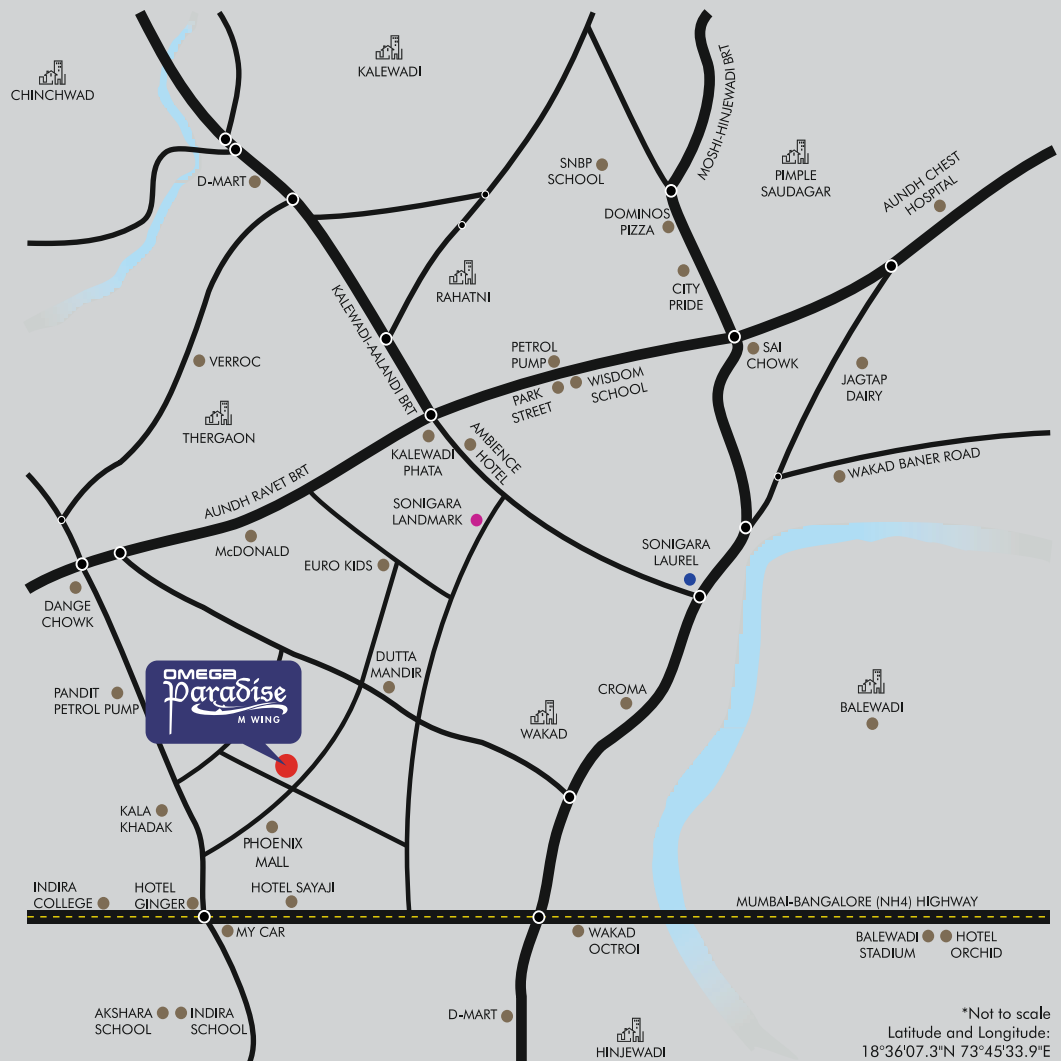 KALEWADI
CHINCHWAD
MOSHI-HINJEWADI BRT
PIMPLE
SAUDAGAR
SNBP
SCHOOL
AUNDH CHEST
HOSPITAL
D-MART
DOMINOS
PIZZA
RAHATNI
CITY
PRIDE
KALEWADI-AALANDI BRT
VERROC
PETROL
PUMP
SAI
CHOWK
WISDOM
SCHOOL
PARK
STREET
JAGTAP
DAIRY
THERGAON
KALEWADI
PHATA
AMBIENCE
HOTEL
WAKAD BANER ROAD
AUNDH RAVET BRT
SONIGARA
LANDMARK
McDONALD
SONIGARA
LAUREL
EURO KIDS
DANGE
CHOWK
DUTTA
MANDIR
OMEGA
Paradise
M WING
PANDIT
PETROL PUMP
CROMA
BALEWADI
WAKAD
KALA
KHADAK
PHOENIX
MALL
INDIRA
COLLEGE
HOTEL
GINGER
HOTEL SAYAJI
MUMBAI-BANGALORE (NH4) HIGHWAY
MY CAR
WAKAD
OCTROI
BALEWADI
STADIUM
HOTEL
ORCHID
AKSHARA
SCHOOL
INDIRA
SCHOOL
D-MART
HINJEWADI
*Not to scale
Latitude and Longitude:
18°36'07.3"N 73°45'33.9"E